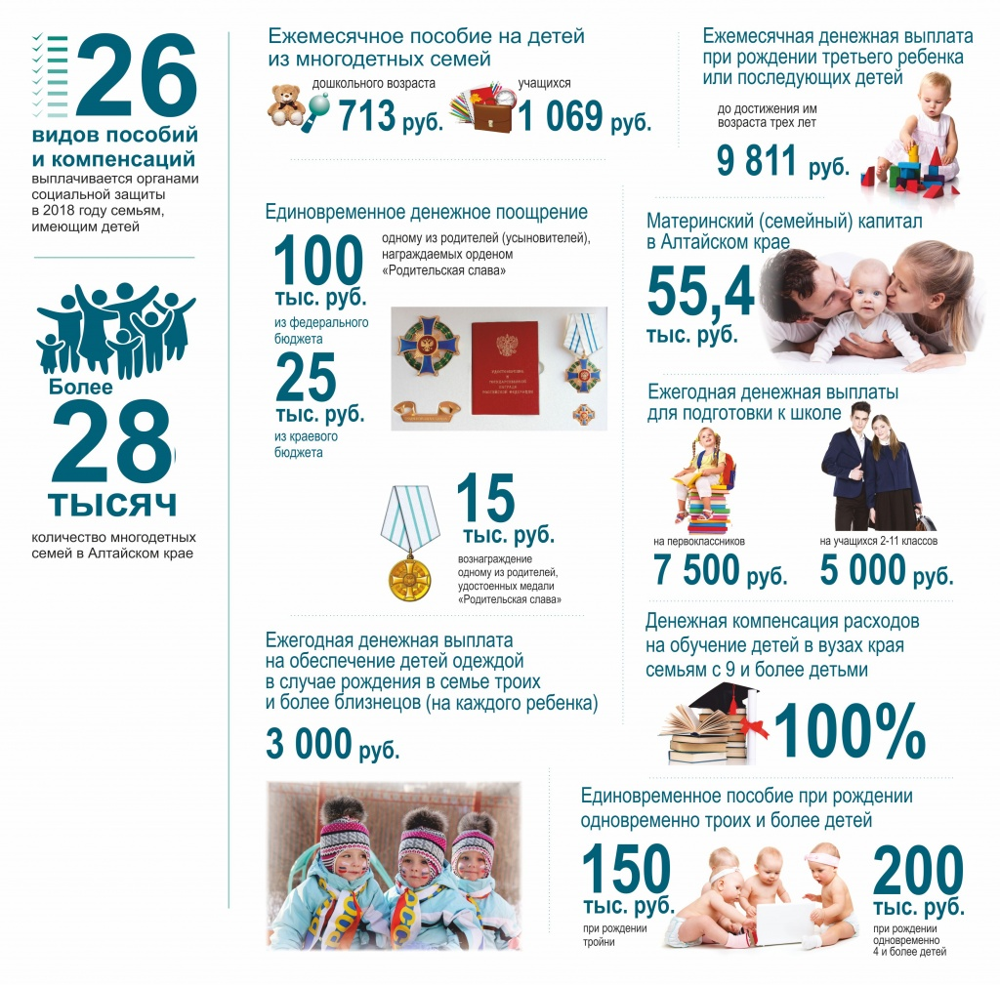 26
видов пособий
и компенсаций
выплачивается органами
социальной защиты
в 2018 году семьям,
имеющим детей
Более
28
тысяч
количество многодетных
семей в Алтайском крае
Ежемесячное пособие на детей
из многодетных семей
дошкольного возраста
713 руб.
учащихся
1 069 руб.
Ежемесячная денежная выплата
при рождении третьего ребенка
или последующих детей
до достижения им
возраста трех лет
9 811 руб.
Единовременное денежное поощрение
100
тыс. руб.
из федерального
бюджета
одному из родителей (усыновителей),
награждаемых орденом
«Родительская слава»
25
тыс. руб.
из краевого
бюджета
15
тыс. руб.
вознаграждение
одному из родителей,
удостоенных медали
«Родительская слава»
Материнский (семейный) капитал
в Алтайском крае
55,4
тыс. руб.
Ежегодная денежная выплаты
для подготовки к школе
на первоклассников
7 500 руб.
на учащихся 2-11 классов
5 000 руб.
Денежная компенсация расходов
на обучение детей в вузах края
семьям с 9 и более детьми
100%
Ежегодная денежная выплата
на обеспечение детей одеждой
в случае рождения в семье троих
и более близнецов (на каждого ребенка)
3 000 руб.
Единовременное пособие при рождении
одновременно троих и более детей
150
тыс. руб.
при рождении
тройни
200
тыс. руб.
при рождении
одновременно
4 и более детей